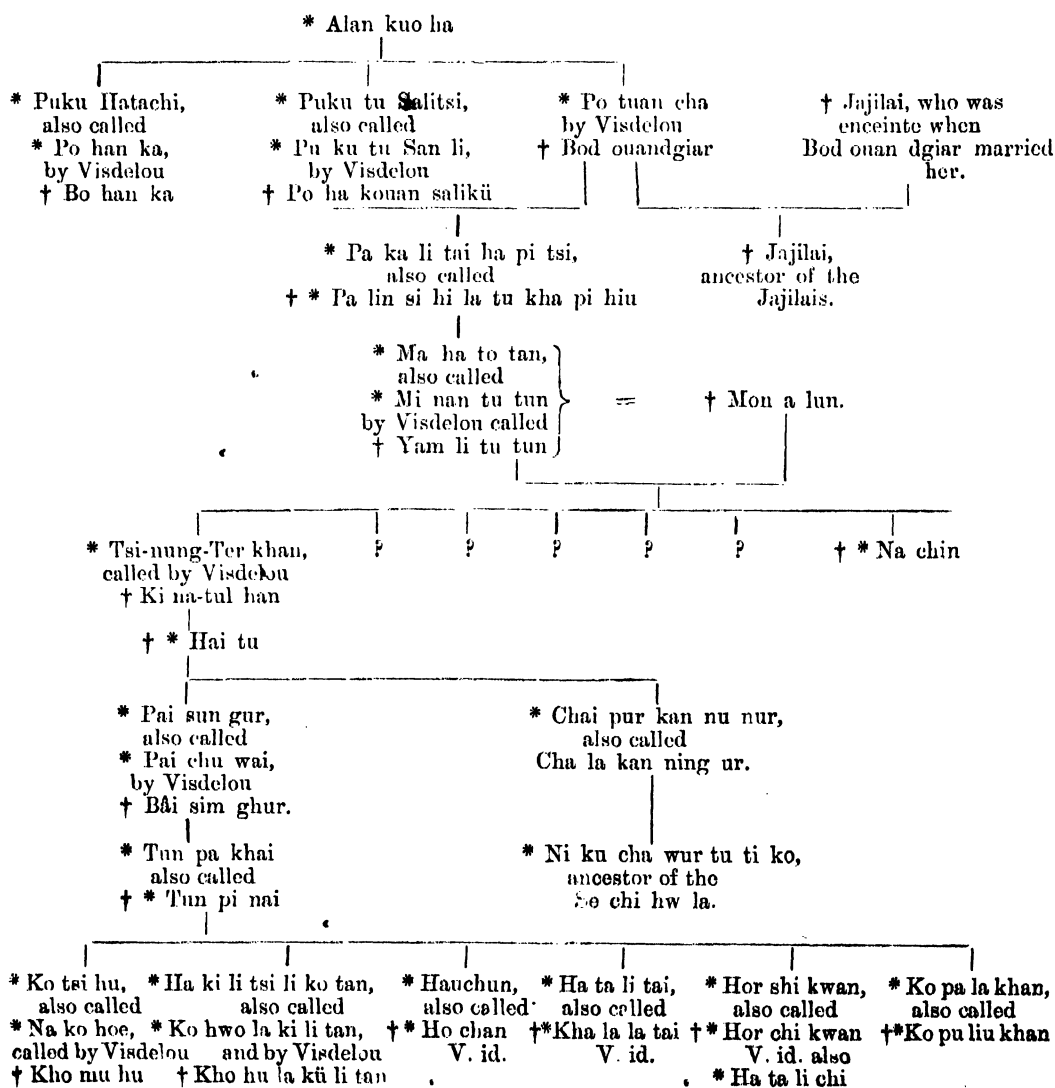 * Alan kuo ha
* Puku Hatachi,
also called
* Po han ka,
by Visdelou
† Bo han ka
* Puku tu Salitsi,
also called
* Pu ku tu San li,
by Visdelou
† Po ha kouan salikü
* Po tuan cha
by Visdelou
† Bod ouandgiar
† Jajilai, who was
enceinte when
Bod ouan dgiar married
her.
* Pa ka li tai ha pi tsi,
also called
† * Pa lin si hi la tu kha pi hiu
† Jajilai,
ancestor of the
Jajilais.
* Ma ha to tan,
also called
* Mi nan tu tun
by Visdelou called
† Yam li tu tun
=
† Mon a lun.
* Tsi-nung-Ter khan,
called by Visdelou
† Ki na-tul han
? ? ? ? ?
† * Na chin
† * Hai tu
* Pai sun gur,
also called
* Pai chu wai,
by Visdelou
† Bâi sim ghur.
* Chai pur kan nu nur,
also called
Cha la kan ning ur.
* Tun pa khai
also called
† * Tun pi nai
* Ni ku cha wur tu ti ko,
ancestor of the
Se chi hw la.
* Ko tsi hu,
also called
* Na ko hoe,
called by Visdelou
† Kho mu hu
* Ha ki li tsi li ko tan,
also called
* Ko hwo la ki li tan,
and by Visdelou
† Kho hu la kü li tan
* Hauchun,
also called
† * Ho chan
V. id.
* Ha ta li tai,
also called
†* Kha la la tai
V. id.
* Hor shi kwan,
also called
† * Hor chi kwan
V. id. also
* Ha ta li chi
* Ko pa la khan,
also called
†* Ko pu liu khan